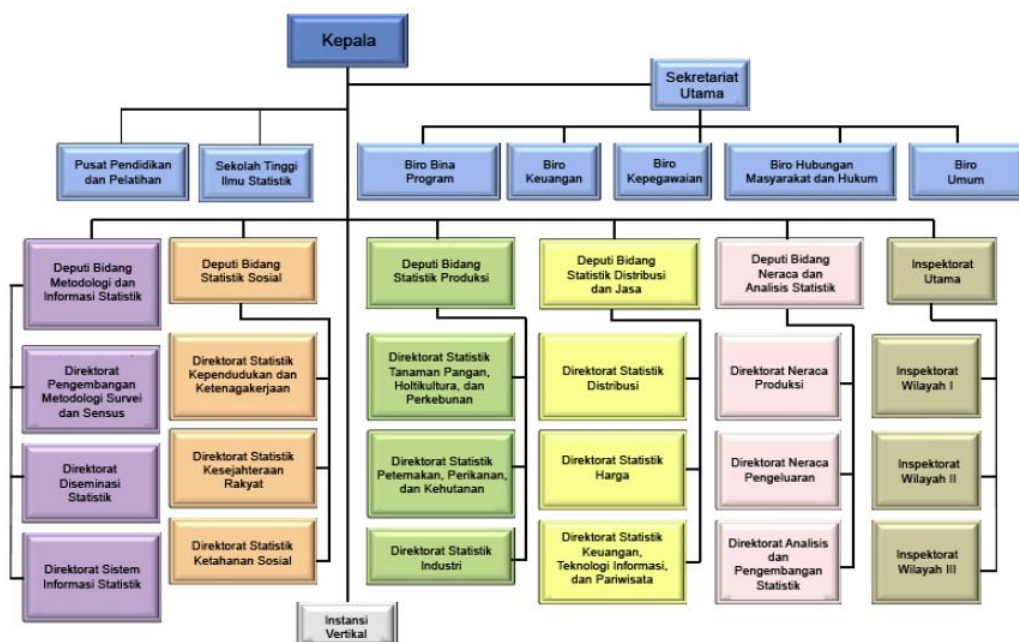 Kepala
Sekretariat
Utama
Pusat Pendidikan
dan Pelatihan
Sekolah Tinggi
Ilmu Statistik
Biro Bina
Program
Biro
Keuangan
Biro
Kepegawaian
Biro Hubungan
Masyarakat dan Hukum
Biro
Umum
Deputi Bidang
Metodologi dan
Informasi Statistik
Deputi Bidang
Statistik Sosial
Deputi Bidang
Statistik Produksi
Deputi Bidang
Statistik Distribusi
dan Jasa
Deputi Bidang
Neraca dan
Analisis Statistik
Inspektorat
Utama
Direktorat
Pengembangan
Metodologi Survei
dan Sensus
Direktorat Statistik
Kependudukan dan
Ketenagakerjaan
Direktorat Statistik
Tanaman Pangan,
Holtikultura, dan
Perkebunan
Direktorat Statistik
Distribusi
Direktorat Neraca
Produksi
Inspektorat
Wilayah I
Direktorat
Diseminasi
Statistik
Direktorat Statistik
Kesejahteraan
Rakyat
Direktorat Statistik
Peternakan, Perikanan,
dan Kehutanan
Direktorat Statistik
Harga
Direktorat Neraca
Pengeluaran
Inspektorat
Wilayah II
Direktorat Sistem
Informasi Statistik
Direktorat Statistik
Ketahanan Sosial
Direktorat Statistik
Industri
Direktorat Statistik
Keuangan,
Teknologi Informasi,
dan Pariwisata
Direktorat Analisis
dan
Pengembangan
Statistik
Inspektorat
Wilayah III
Instansi
Vertikal